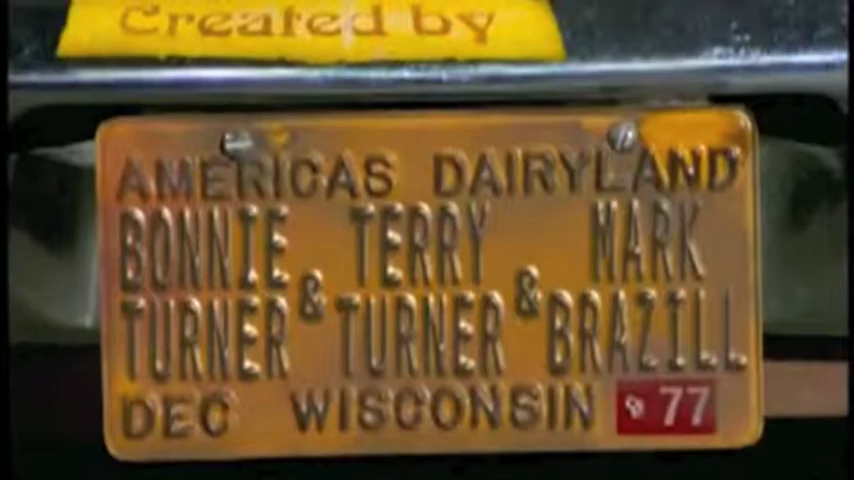 Created by
AMERICAS DAIRYLAND
BONNIE TERRY MARK
TURNER & TURNER & BRAZILL
DEC WISCONSIN 77